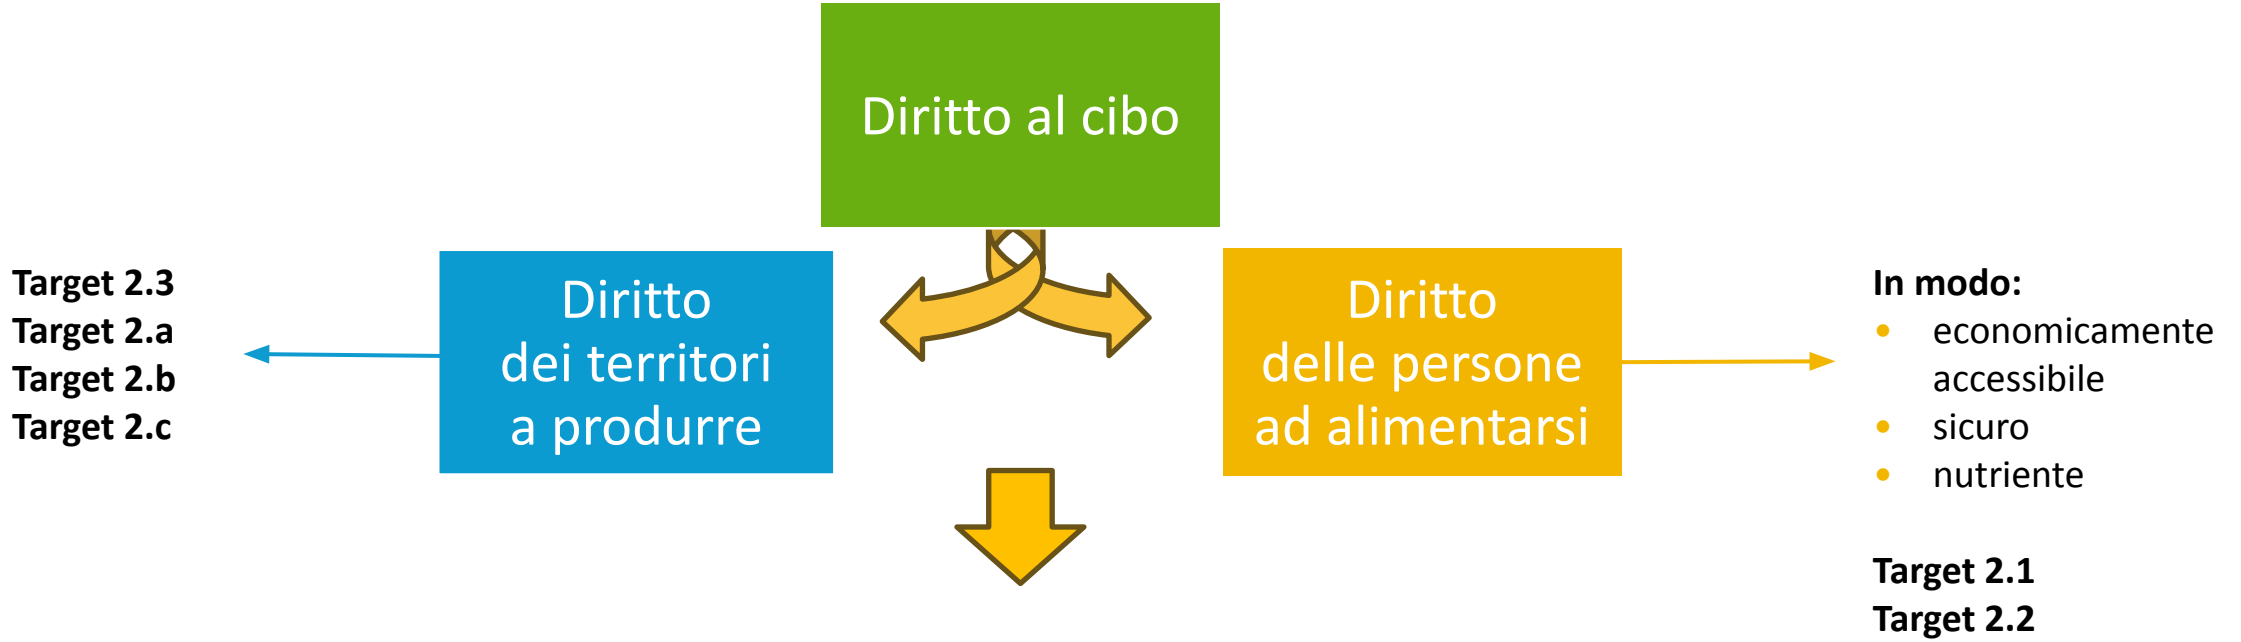 Diritto al cibo
Target 2.3
Target 2.a
Target 2.b
Target 2.c
Diritto
dei territori
a produrre
Diritto
delle persone
ad alimentarsi
In modo:
• economicamente
accessibile
• sicuro
• nutriente
Target 2.1
Target 2.2